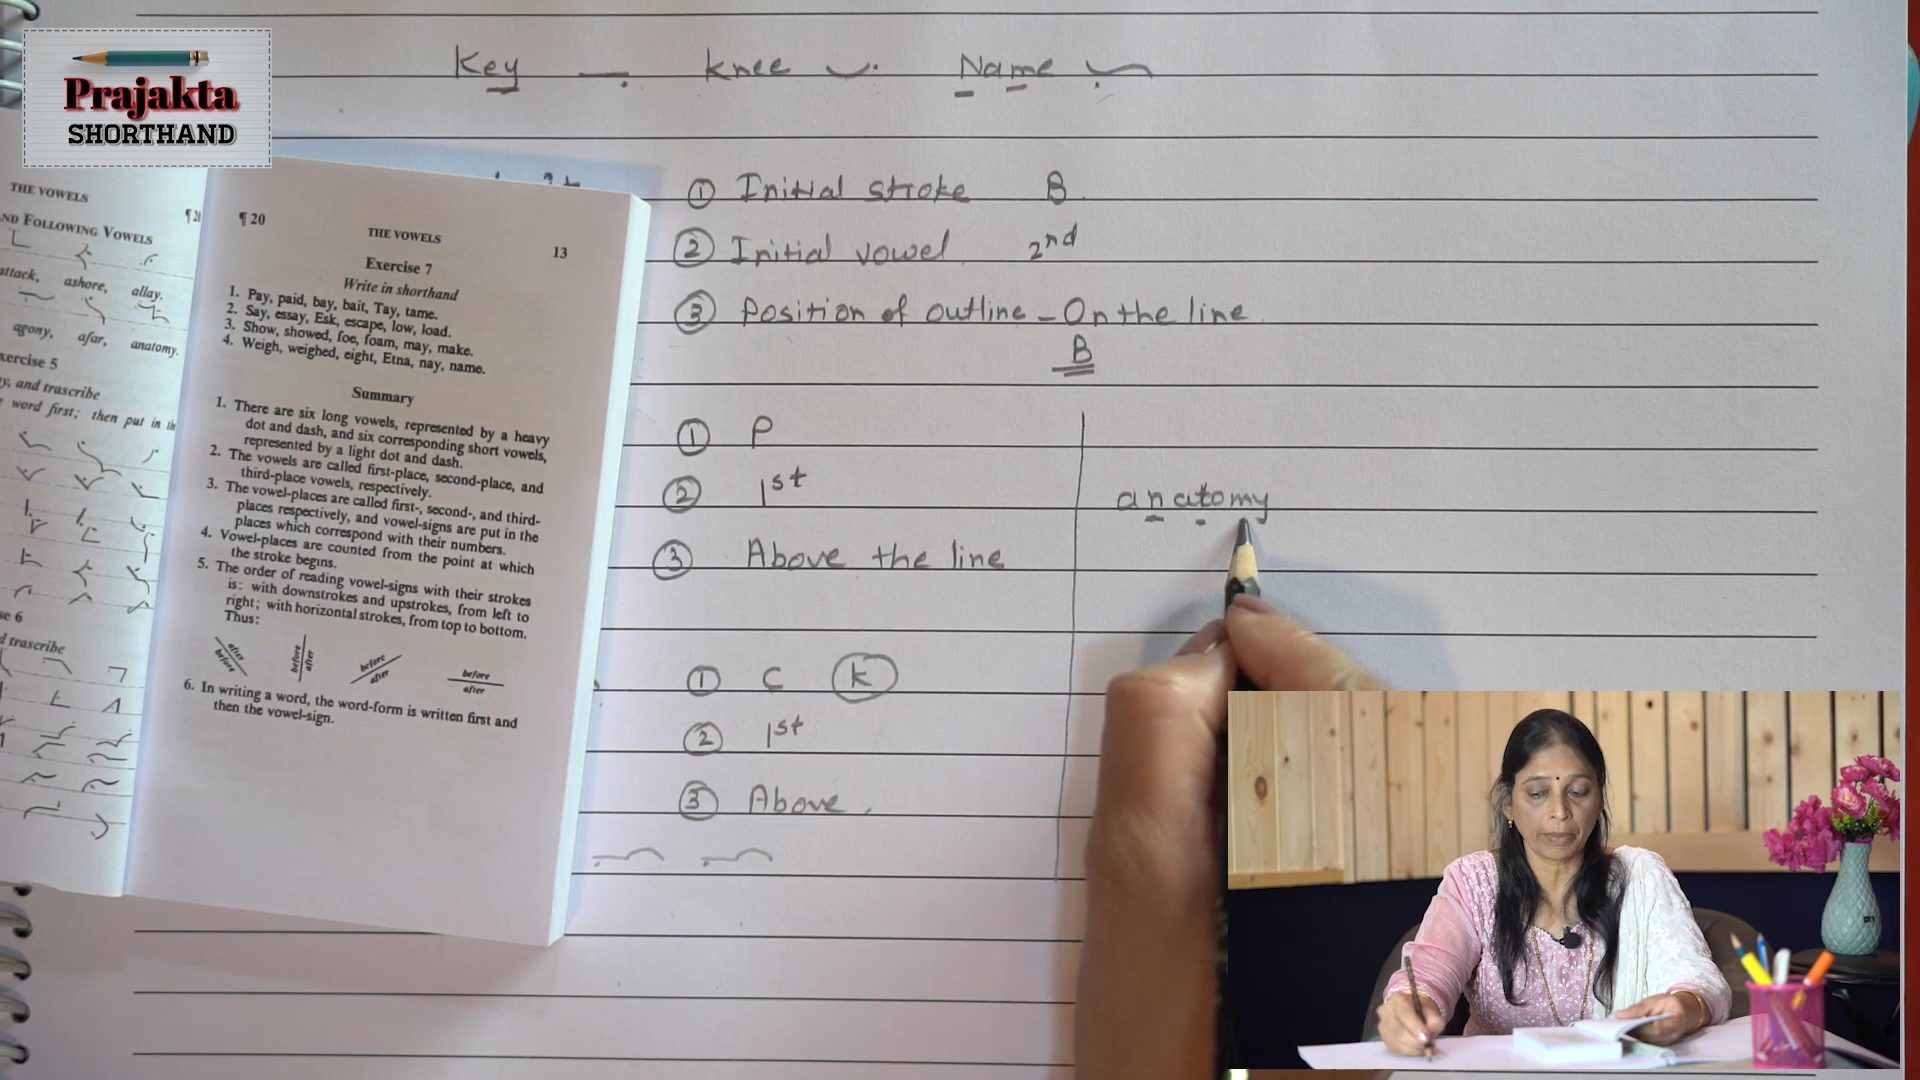 Prajakta
SHORTHAND
Key knee Name
① Initial stroke B
② Initial vowel 2nd
③ Position of outline - On the line
B
① P
② 1st
③ Above the line
anatomy
① C K
② 1st
③ Above.
THE VOWELS
¶21
AND FOLLOWING VOWELS
attack, ashore, allay.
agony, afar, anatomy.
and trascribe
word first; then put in
trascribe
¶20 THE VOWELS 13
Exercise 7
Write in shorthand
1. Pay, paid, bay, bait, Tay, tame.
2. Say, essay, Esk, escape, low, load.
3. Show, showed, foe, foam, may, make.
4. Weigh, weighed, eight, Etna, nay, name.
Summary
1. There are six long vowels, represented by a heavy
dot and dash, and six corresponding short vowels,
represented by a light dot and dash.
2. The vowels are called first-place, second-place, and
third-place vowels, respectively.
3. The vowel-places are called first-, second-, and third-
places respectively, and vowel-signs are put in the
places which correspond with their numbers.
4. Vowel-places are counted from the point at which
the stroke begins.
5. The order of reading vowel-signs with their strokes
is: with downstrokes and upstrokes, from left to
right; with horizontal strokes, from top to bottom.
Thus:
after before before after before after before after
6. In writing a word, the word-form is written first and
then the vowel-sign.